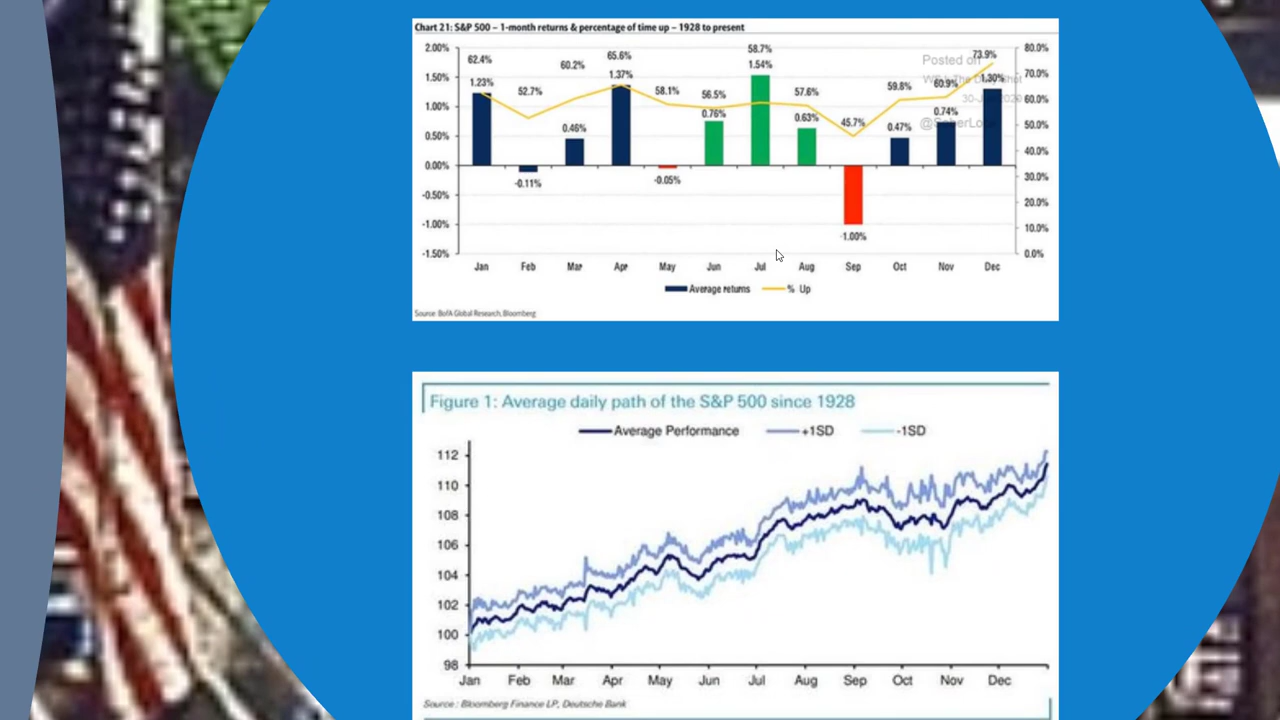 Chart 21: S&P 500 – 1-month returns & percentage of time up – 1928 to present
2.00% 1.50% 1.00% 0.50% 0.00% -0.50% -1.00% -1.50%
62.4% 52.7% 60.2% 65.6% 58.1% 56.5% 58.7% 57.6% 45.7% 59.8% 60.9% 73.9%
1.23% -0.11% 0.46% 1.37% -0.05% 0.76% 1.54% 0.63% -1.00% 0.47% 0.74% 1.30%
80.0% 70.0% 60.0% 50.0% 40.0% 30.0% 20.0% 10.0% 0.0%
Posted on
Jan Feb Mar Apr May Jun Jul Aug Sep Oct Nov Dec
Average returns % Up
Source: BofA Global Research, Bloomberg
Figure 1: Average daily path of the S&P 500 since 1928
Average Performance +1SD -1SD
112
110
108
106
104
102
100
98
Jan Feb Mar Apr May Jun Jul Aug Sep Oct Nov Dec
Source: Bloomberg Finance LP, Deutsche Bank